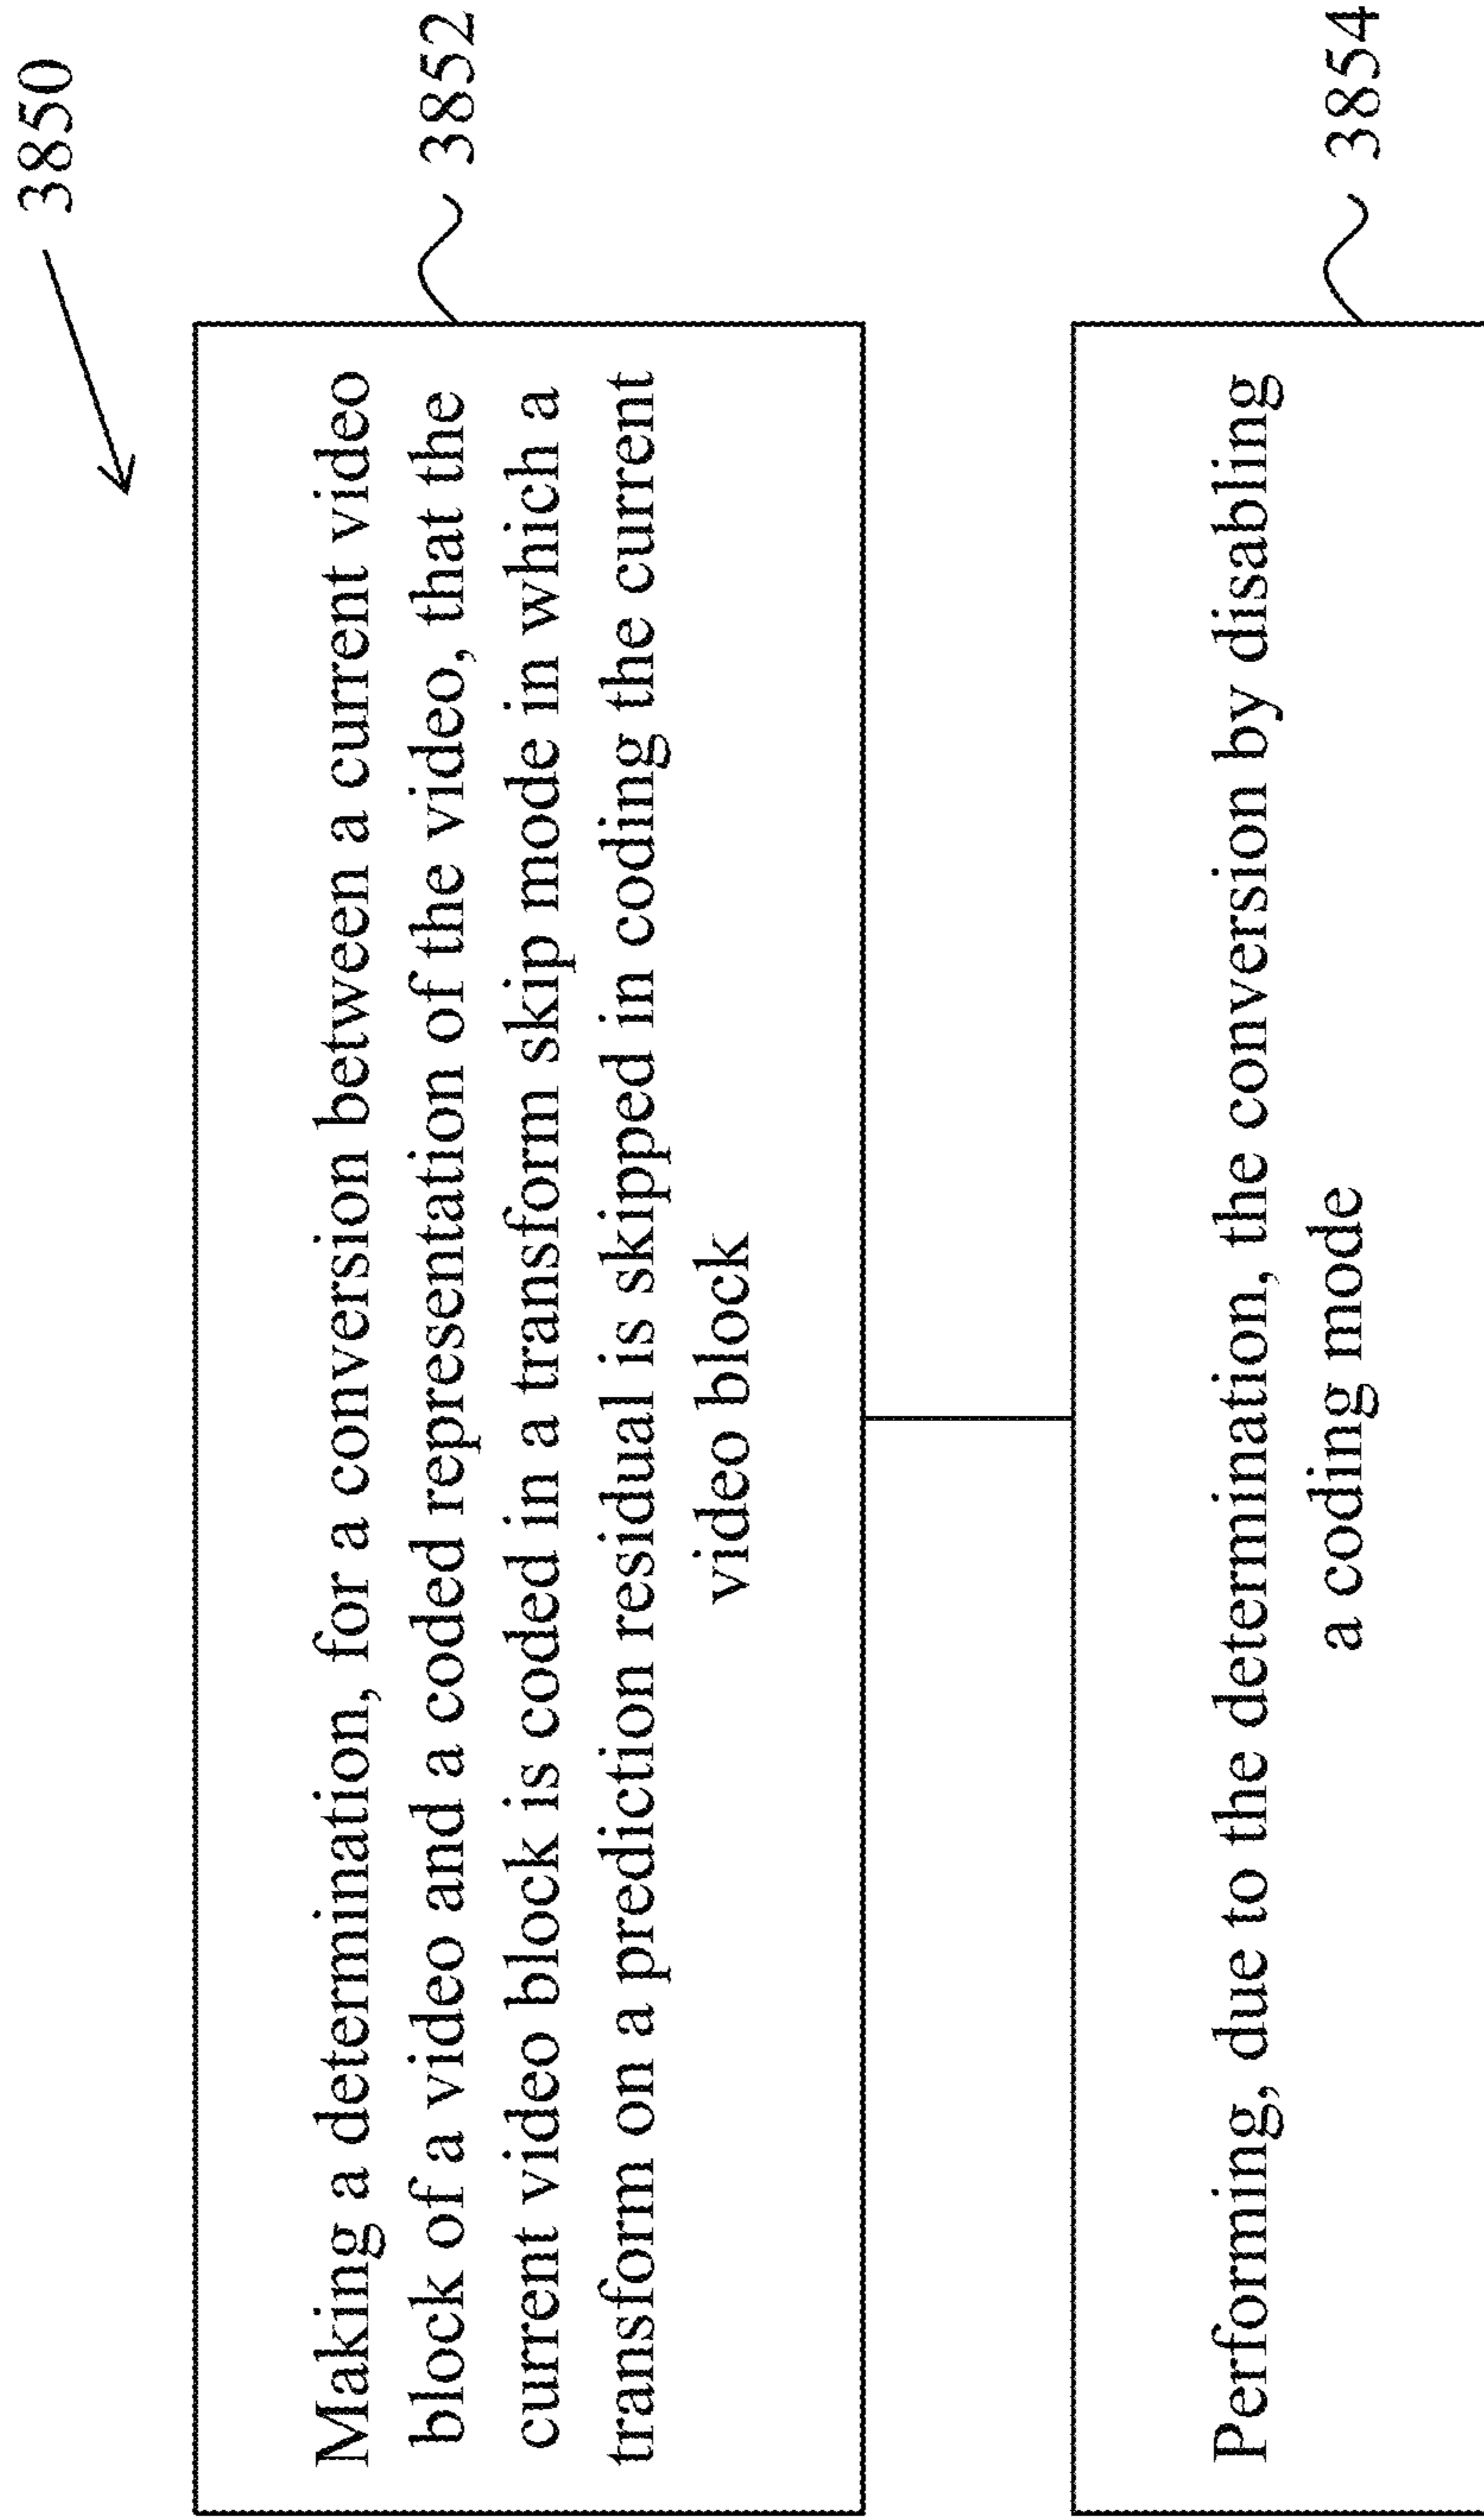 3850
Making a determination, for a conversion between a current video
block of a video and a coded representation of the video, that the
current video block is coded in a transform skip mode in which a
transform on a prediction residual is skipped in coding the current
video block
3852
Performing, due to the determination, the conversion by disabling
a coding mode
3854